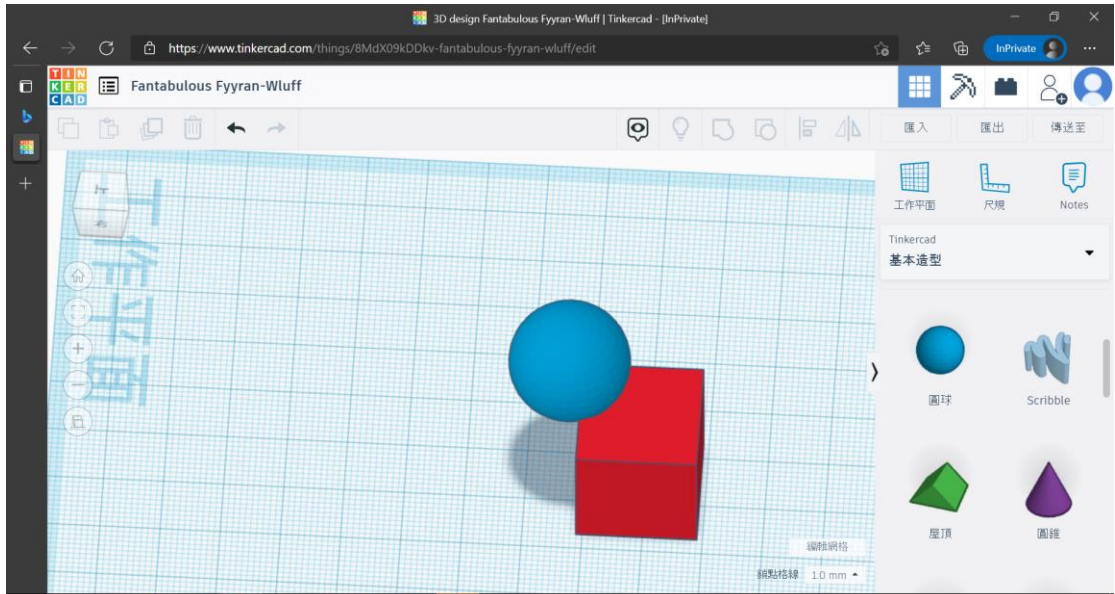 3D design Fantabulous Fyyran-Wluff | Tinkercad - [InPrivate]
https://www.tinkercad.com/things/8MdX09kDDkv-fantabulous-fyyran-wluff/edit
InPrivate
TIN
KER
CAD
Fantabulous Fyyran-Wluff
匯入
匯出
傳送至
工作平面
尺規
Notes
Tinkercad
基本造型
圓球
Scribble
屋頂
圓錐
上
工作平面
編輯網格
鎖點格線 1.0 mm